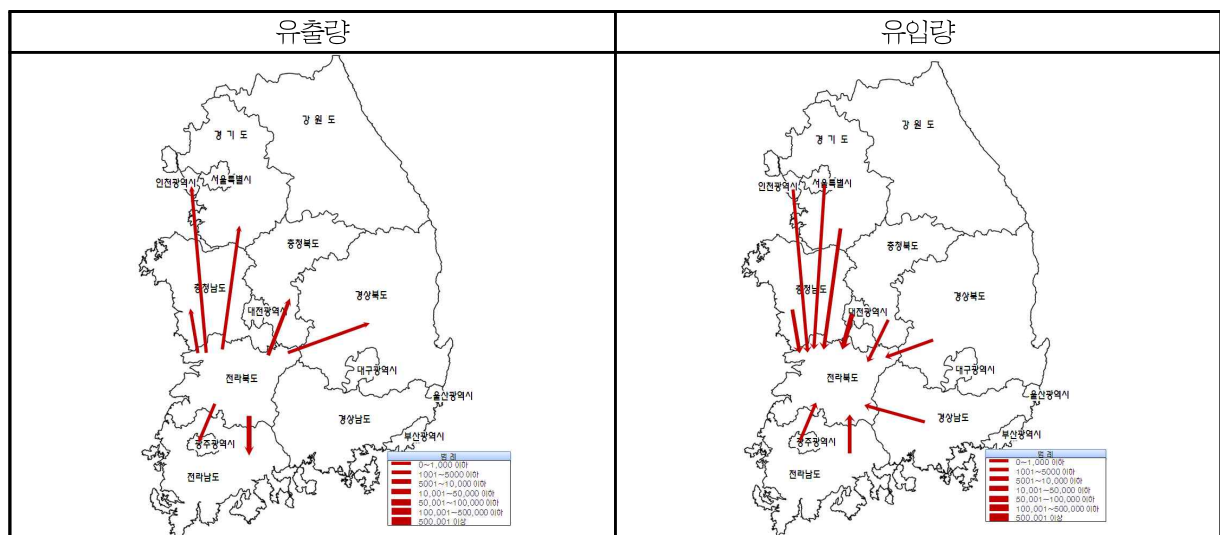 유출량
유입량
강 원 도
경 기 도
인천광역시
서울특별시
충청북도
충청남도
경상북도
대전광역시
전라북도
대구광역시
울산광역시
경상남도
부산광역시
광주광역시
전라남도
범 례
0~1,000 이하
1001~5000 이하
5001~10,000 이하
10,001~50,000 이하
50,001~100,000 이하
100,001~500,000 이하
500,001 이상
강 원 도
경 기 도
인천광역시
서울특별시
충청북도
충청남도
경상북도
대전광역시
전라북도
대구광역시
울산광역시
경상남도
부산광역시
광주광역시
전라남도
범 례
0~1,000 이하
1001~5000 이하
5001~10,000 이하
10,001~50,000 이하
50,001~100,000 이하
100,001~500,000 이하
500,001 이상